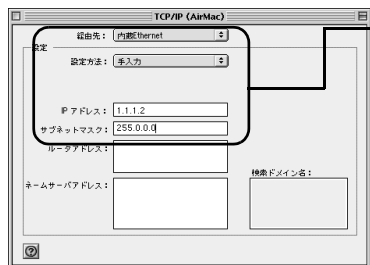 TCP/IP (AirMac)
経由先： 内蔵Ethernet
設定
設定方法： 手入力
IP アドレス： 1.1.1.2
サブネットマスク： 255.0.0.0
ルータアドレス：
検索ドメイン名：
ネームサーバアドレス：
?